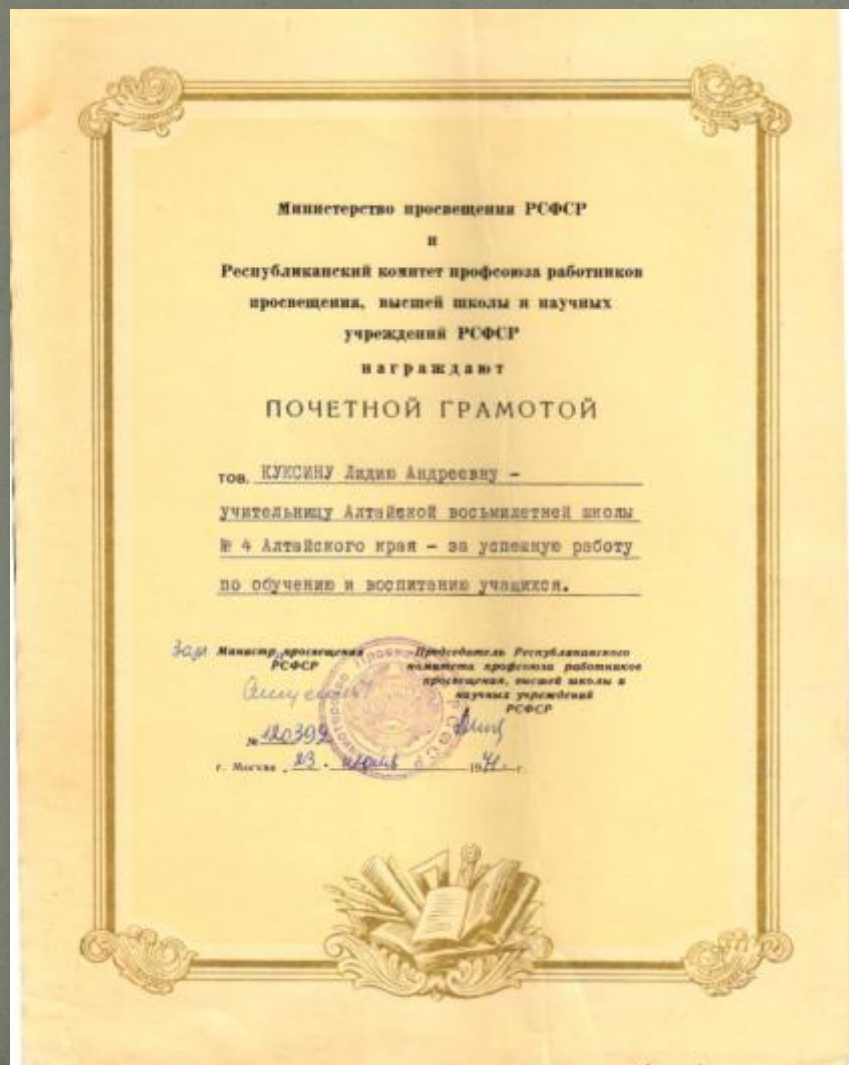 Министерство просвещения РСФСР
и
Республиканский комитет профсоюза работников
просвещения, высшей школы и научных
учреждений РСФСР
награждают
ПОЧЕТНОЙ ГРАМОТОЙ
тов. КУКСИНУ Лидию Андреевну –
учительницу Алтайской восьмилетней школы
№ 4 Алтайского края – за успешную работу
по обучению и воспитанию учащихся.
Зам Министр просвещения
РСФСР
Председатель Республиканского
комитета профсоюза работников
просвещения, высшей школы и
научных учреждений
РСФСР
№ 120392
г. Москва 23 . 19 г.